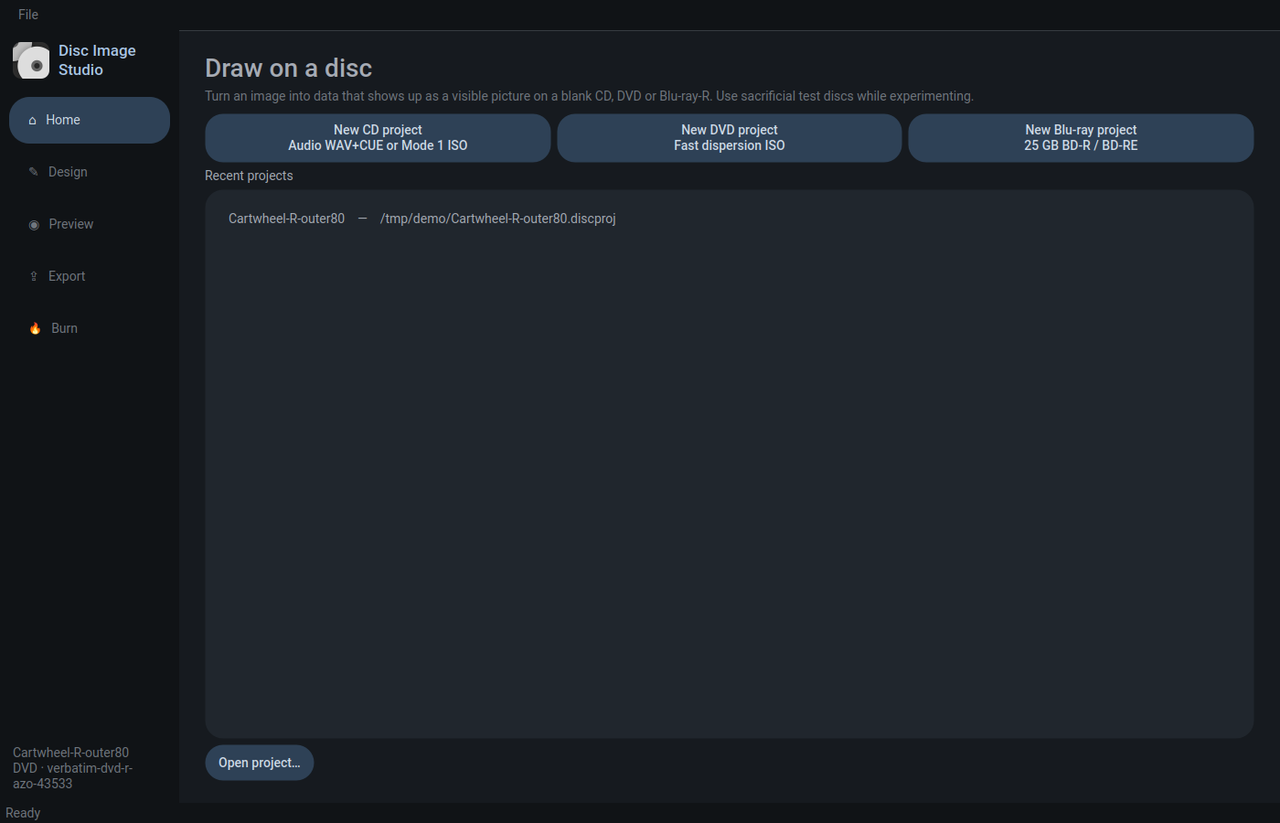 File
Disc Image
Studio
Home
Design
Preview
Export
Burn
Cartwheel-R-outer80
DVD · verbatim-dvd-r-
azo-43533
Ready
Draw on a disc
Turn an image into data that shows up as a visible picture on a blank CD, DVD or Blu-ray-R. Use sacrificial test discs while experimenting.
New CD project
Audio WAV+CUE or Mode 1 ISO
New DVD project
Fast dispersion ISO
New Blu-ray project
25 GB BD-R / BD-RE
Recent projects
Cartwheel-R-outer80 — /tmp/demo/Cartwheel-R-outer80.discproj
Open project…